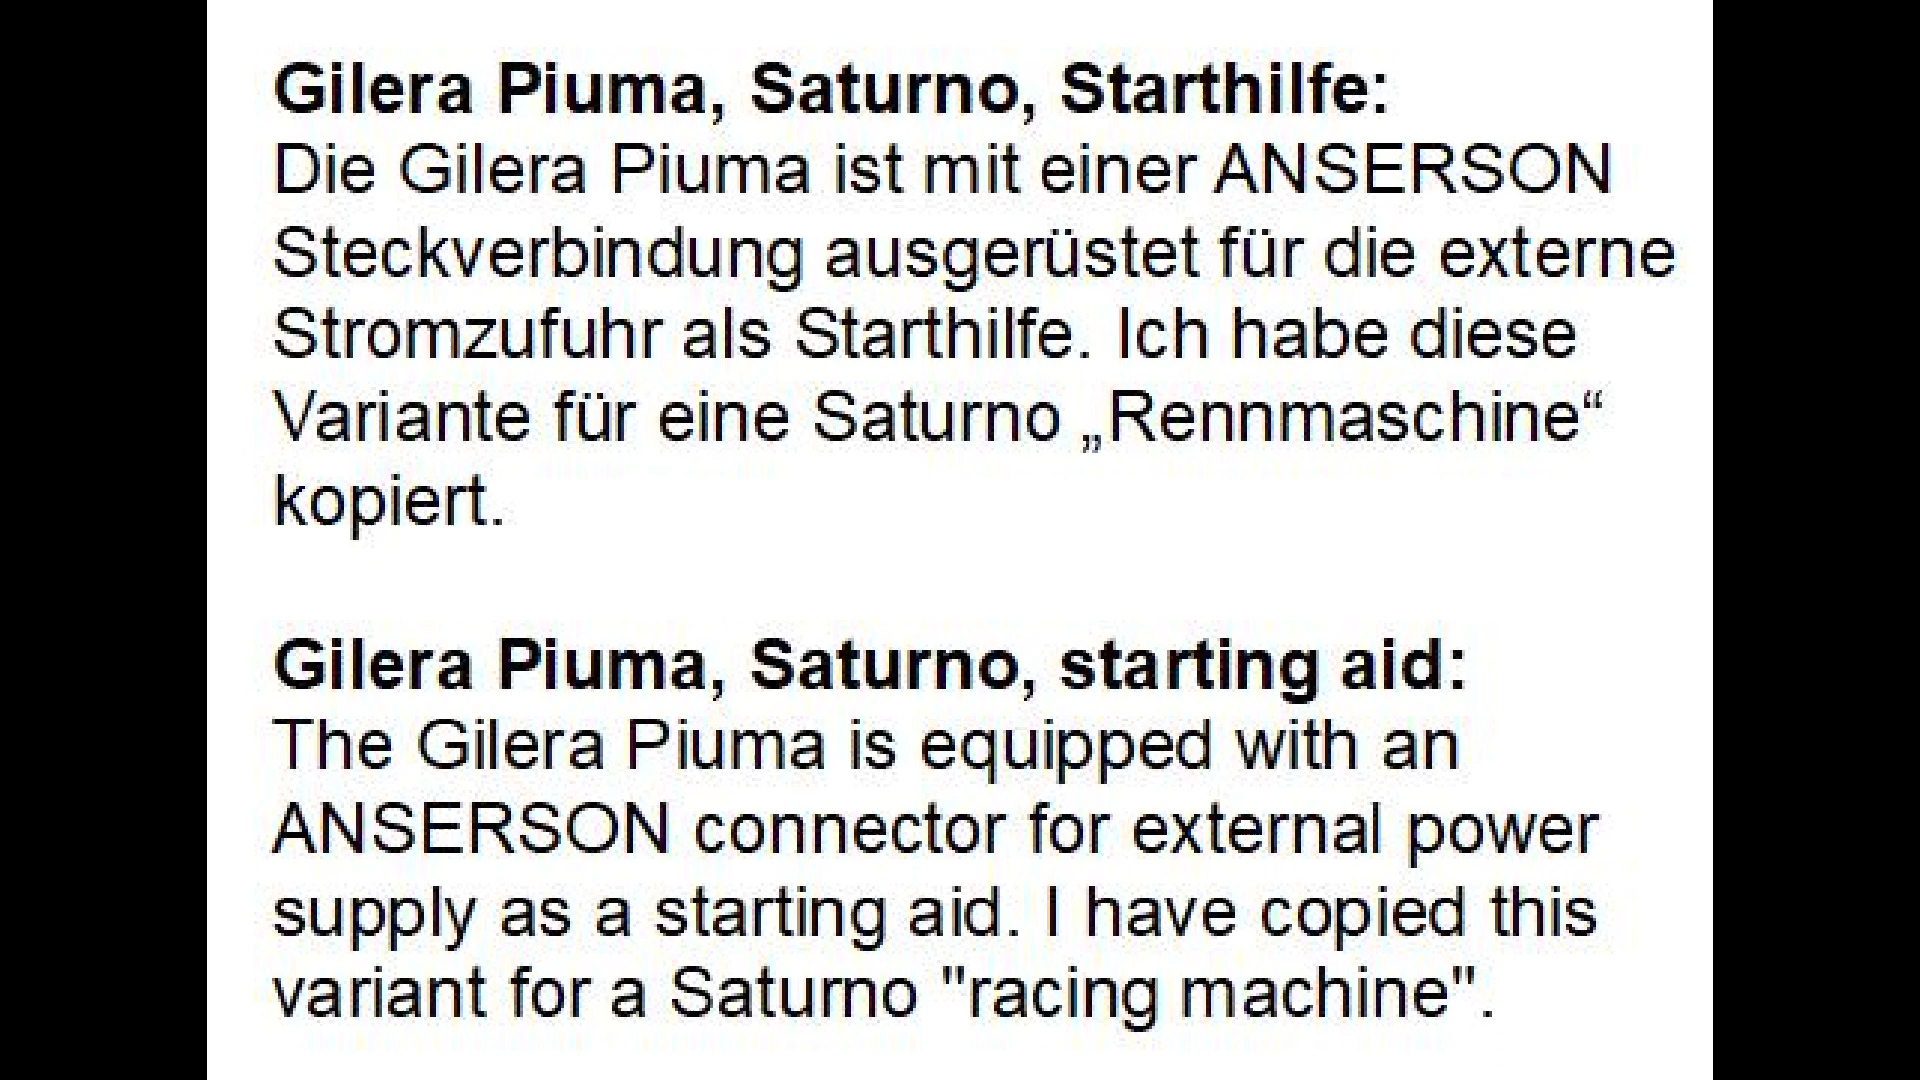 Gilera Piuma, Saturno, Starthilfe:
Die Gilera Piuma ist mit einer ANSERSON
Steckverbindung ausgerüstet für die externe
Stromzufuhr als Starthilfe. Ich habe diese
Variante für eine Saturno „Rennmaschine“
kopiert.
Gilera Piuma, Saturno, starting aid:
The Gilera Piuma is equipped with an
ANSERSON connector for external power
supply as a starting aid. I have copied this
variant for a Saturno "racing machine".